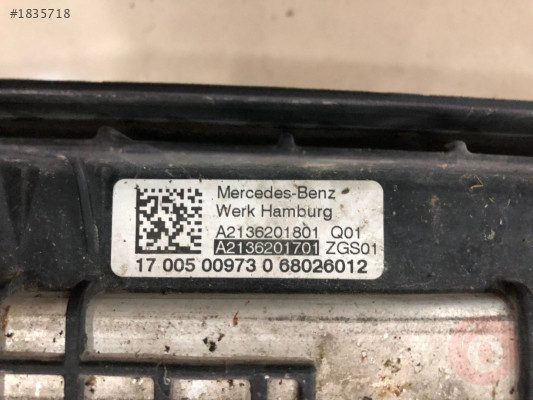 #1835718
Mercedes-Benz
Werk Hamburg
A2136201801 Q01
A2136201701 ZGS01
17 005 00973 0 68026012